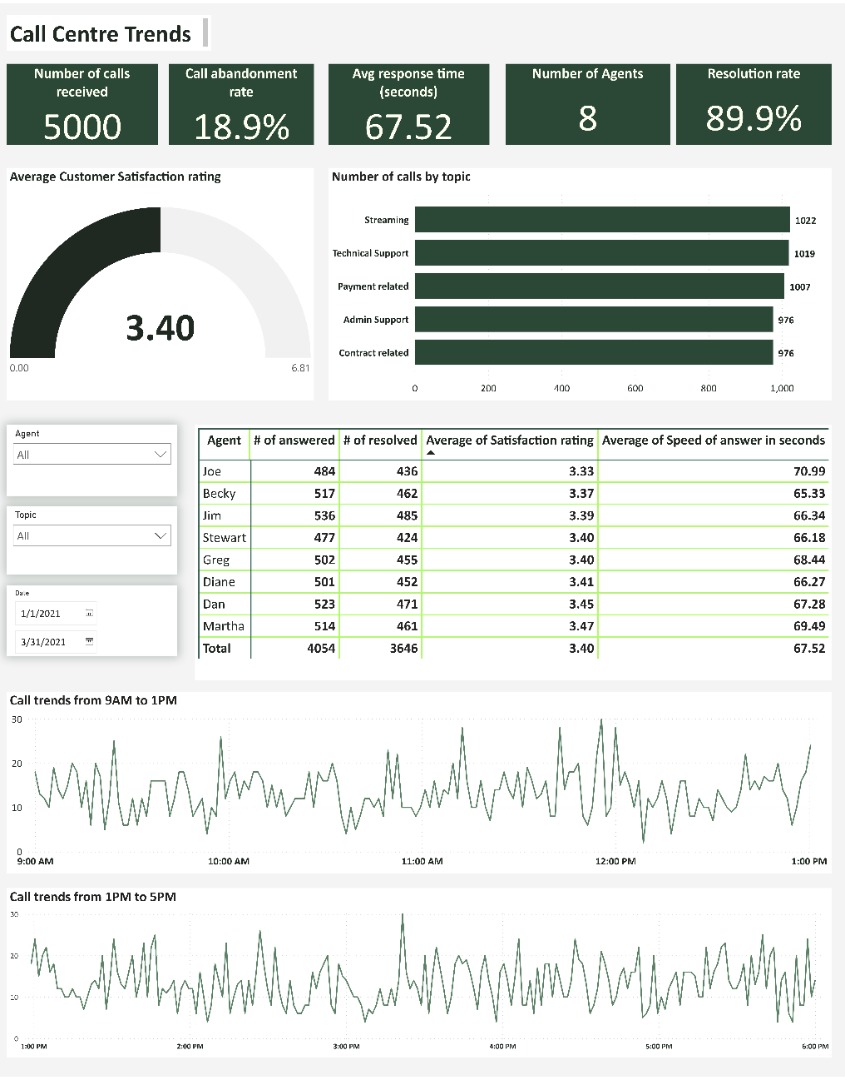 Call Centre Trends
Number of calls received
5000
Call abandonment rate
18.9%
Avg response time (seconds)
67.52
Number of Agents
8
Resolution rate
89.9%
Average Customer Satisfaction rating
3.40
0.00 6.81
Number of calls by topic
Streaming 1022
Technical Support 1019
Payment related 1007
Admin Support 976
Contract related 976
0 200 400 600 800 1,000
Agent
All
Topic
All
Date
1/1/2021
3/31/2021
Agent # of answered # of resolved Average of Satisfaction rating Average of Speed of answer in seconds
Joe 484 436 3.33 70.99
Becky 517 462 3.37 65.33
Jim 536 485 3.39 66.34
Stewart 477 424 3.40 66.18
Greg 502 455 3.40 68.44
Diane 501 452 3.41 66.27
Dan 523 471 3.45 67.28
Martha 514 461 3.47 69.49
Total 4054 3646 3.40 67.52
Call trends from 9AM to 1PM
30
20
10
0
9:00 AM 10:00 AM 11:00 AM 12:00 PM 1:00 PM
Call trends from 1PM to 5PM
30
20
10
0
1:00 PM 2:00 PM 3:00 PM 4:00 PM 5:00 PM 6:00 PM